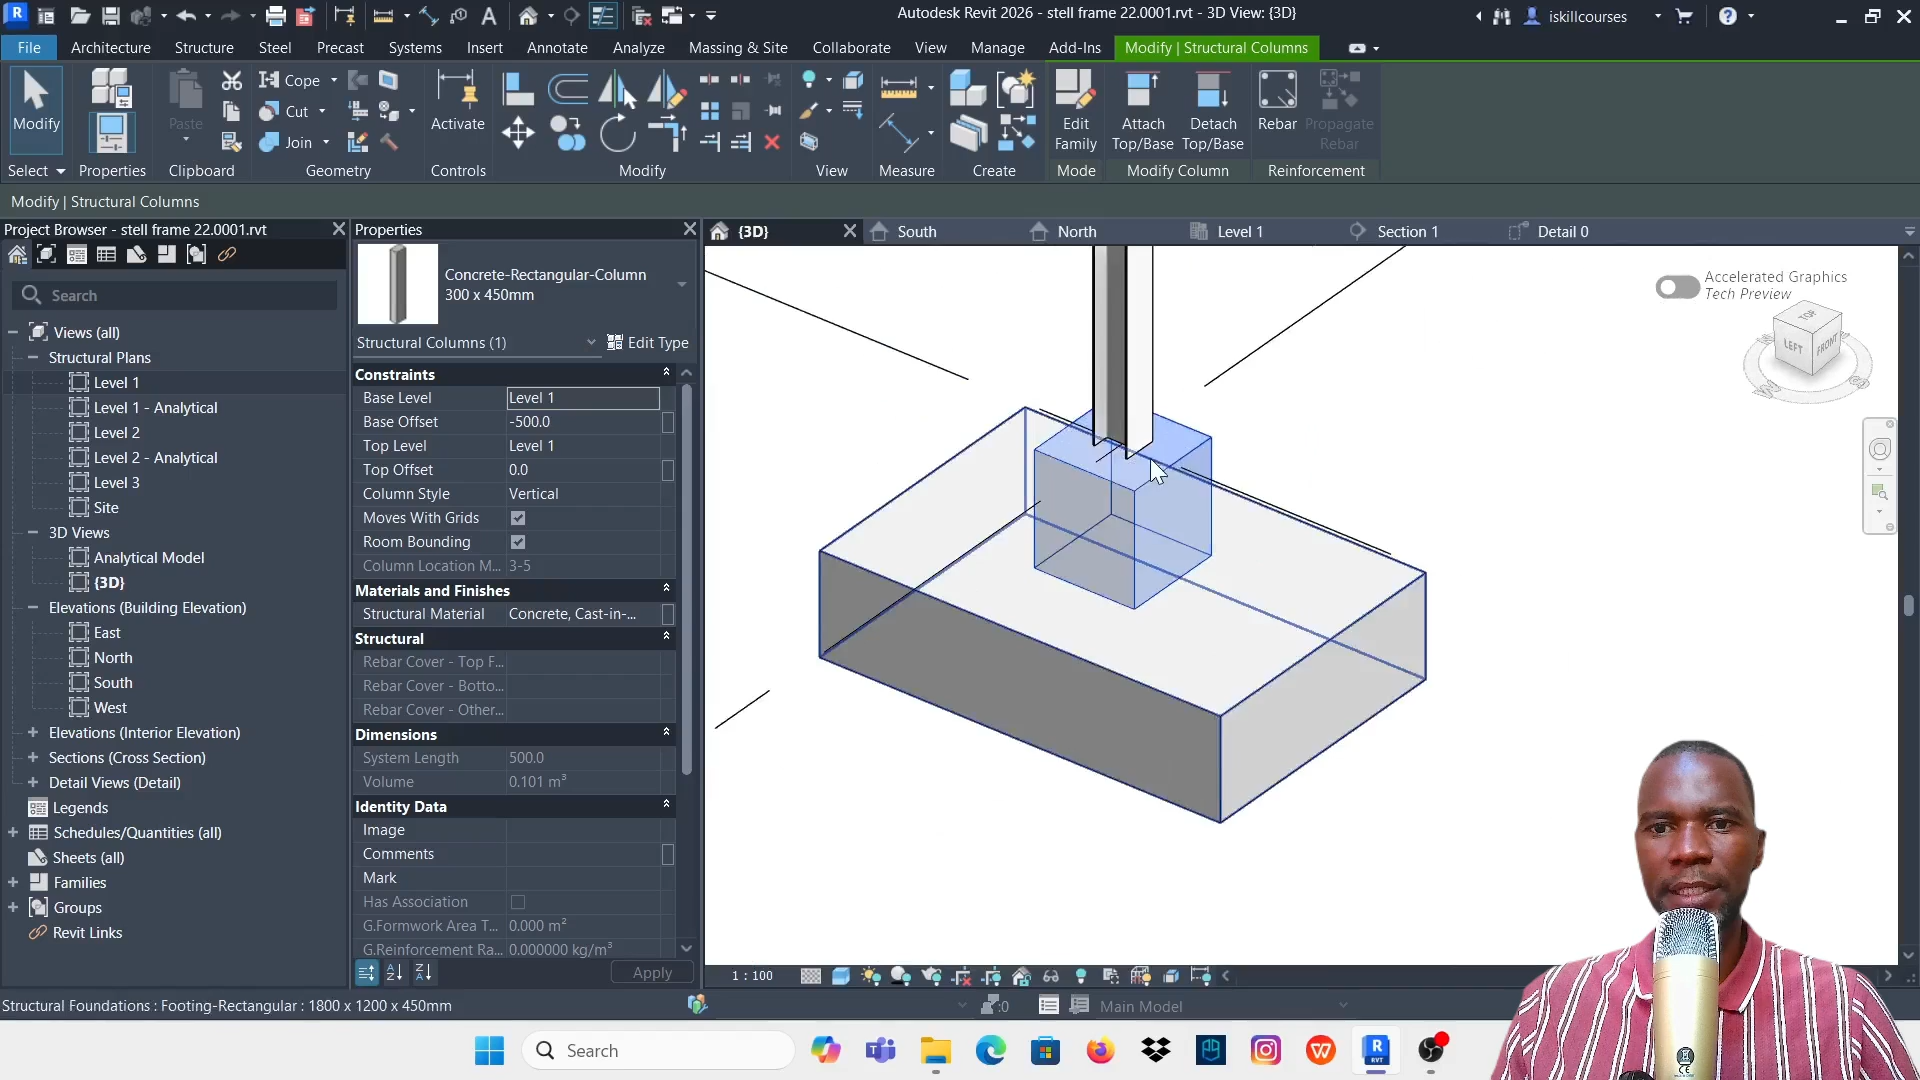 Autodesk Revit 2026 - stell frame 22.0001.rvt - 3D View: {3D}
iskillcourses
File
Architecture
Structure
Steel
Precast
Systems
Insert
Annotate
Analyze
Massing & Site
Collaborate
View
Manage
Add-Ins
Modify | Structural Columns
Modify
Paste
Cope
Cut
Join
Activate
Edit Family
Attach Top/Base
Detach Top/Base
Rebar
Propagate Rebar
Select
Properties
Clipboard
Geometry
Controls
Modify
View
Measure
Create
Mode
Modify Column
Reinforcement
Modify | Structural Columns
Project Browser - stell frame 22.0001.rvt
Search
Views (all)
Structural Plans
Level 1
Level 1 - Analytical
Level 2
Level 2 - Analytical
Level 3
Site
3D Views
Analytical Model
{3D}
Elevations (Building Elevation)
East
North
South
West
Elevations (Interior Elevation)
Sections (Cross Section)
Detail Views (Detail)
Legends
Schedules/Quantities (all)
Sheets (all)
Families
Groups
Revit Links
Properties
Concrete-Rectangular-Column
300 x 450mm
Structural Columns (1)
Edit Type
Constraints
Base Level Level 1
Base Offset -500.0
Top Level Level 1
Top Offset 0.0
Column Style Vertical
Moves With Grids
Room Bounding
Column Location M... 3-5
Materials and Finishes
Structural Material Concrete, Cast-in-...
Structural
Rebar Cover - Top F...
Rebar Cover - Botto...
Rebar Cover - Other...
Dimensions
System Length 500.0
Volume 0.101 m³
Identity Data
Image
Comments
Mark
Has Association
G.Formwork Area T... 0.000 m²
G.Reinforcement Ra... 0.000000 kg/m³
Apply
{3D}
South
North
Level 1
Section 1
Detail 0
Accelerated Graphics
Tech Preview
TOP
LEFT
FRONT
1 : 100
Structural Foundations : Footing-Rectangular : 1800 x 1200 x 450mm
:0
Main Model
Search